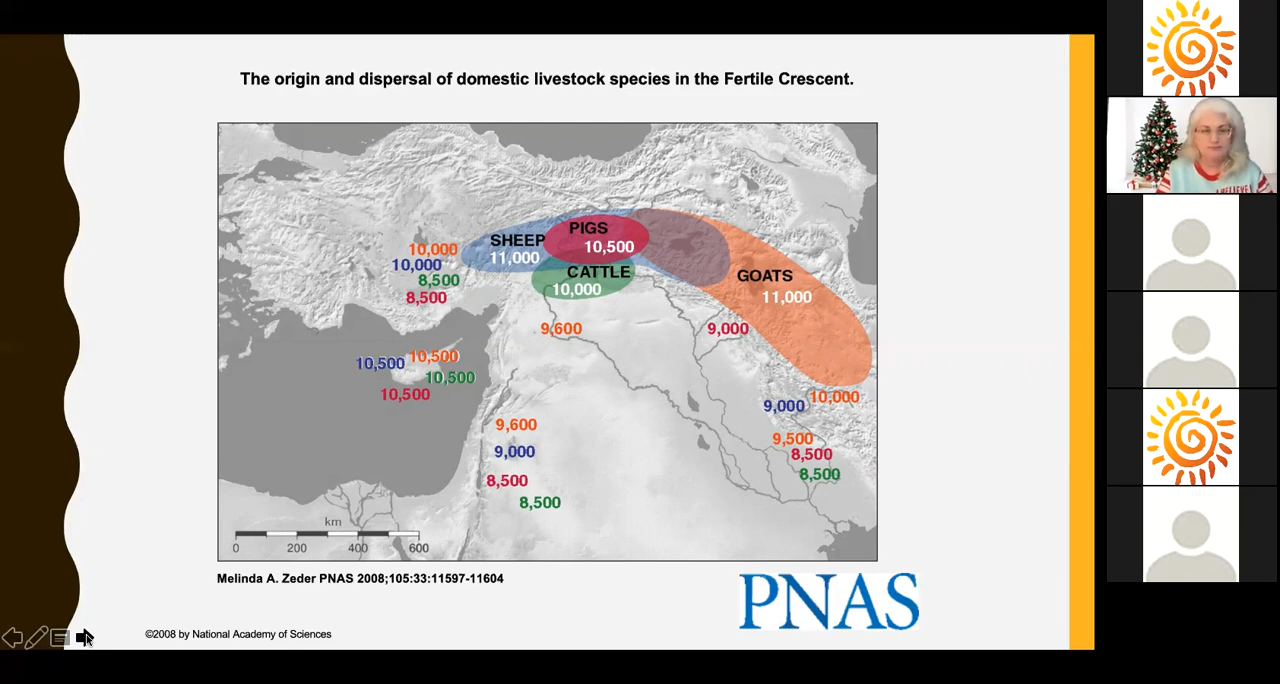 The origin and dispersal of domestic livestock species in the Fertile Crescent.
SHEEP
11,000
PIGS
10,500
CATTLE
10,000
GOATS
11,000
10,000
10,000
8,500
8,500
9,600
9,000
10,500
10,500
10,500
10,500
9,000
10,000
9,600
9,000
8,500
8,500
9,500
8,500
8,500
km
0 200 400 600
Melinda A. Zeder PNAS 2008;105:33:11597-11604
PNAS
©2008 by National Academy of Sciences